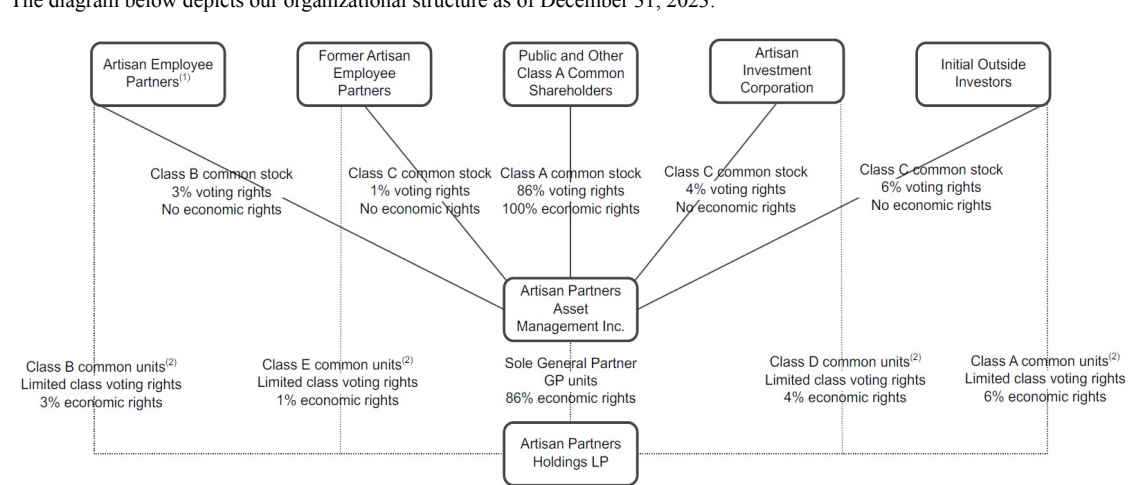 The diagram below depicts our organizational structure as of December 31, 2023.
Artisan Employee
Partners(1)
Former Artisan
Employee
Partners
Public and Other
Class A Common
Shareholders
Artisan
Investment
Corporation
Initial Outside
Investors
Class B common stock
3% voting rights
No economic rights
Class C common stock
1% voting rights
No economic rights
Class A common stock
86% voting rights
100% economic rights
Class C common stock
4% voting rights
No economic rights
Class C common stock
6% voting rights
No economic rights
Artisan Partners
Asset
Management Inc.
Class B common units(2)
Limited class voting rights
3% economic rights
Class E common units(2)
Limited class voting rights
1% economic rights
Sole General Partner
GP units
86% economic rights
Class D common units(2)
Limited class voting rights
4% economic rights
Class A common units(2)
Limited class voting rights
6% economic rights
Artisan Partners
Holdings LP